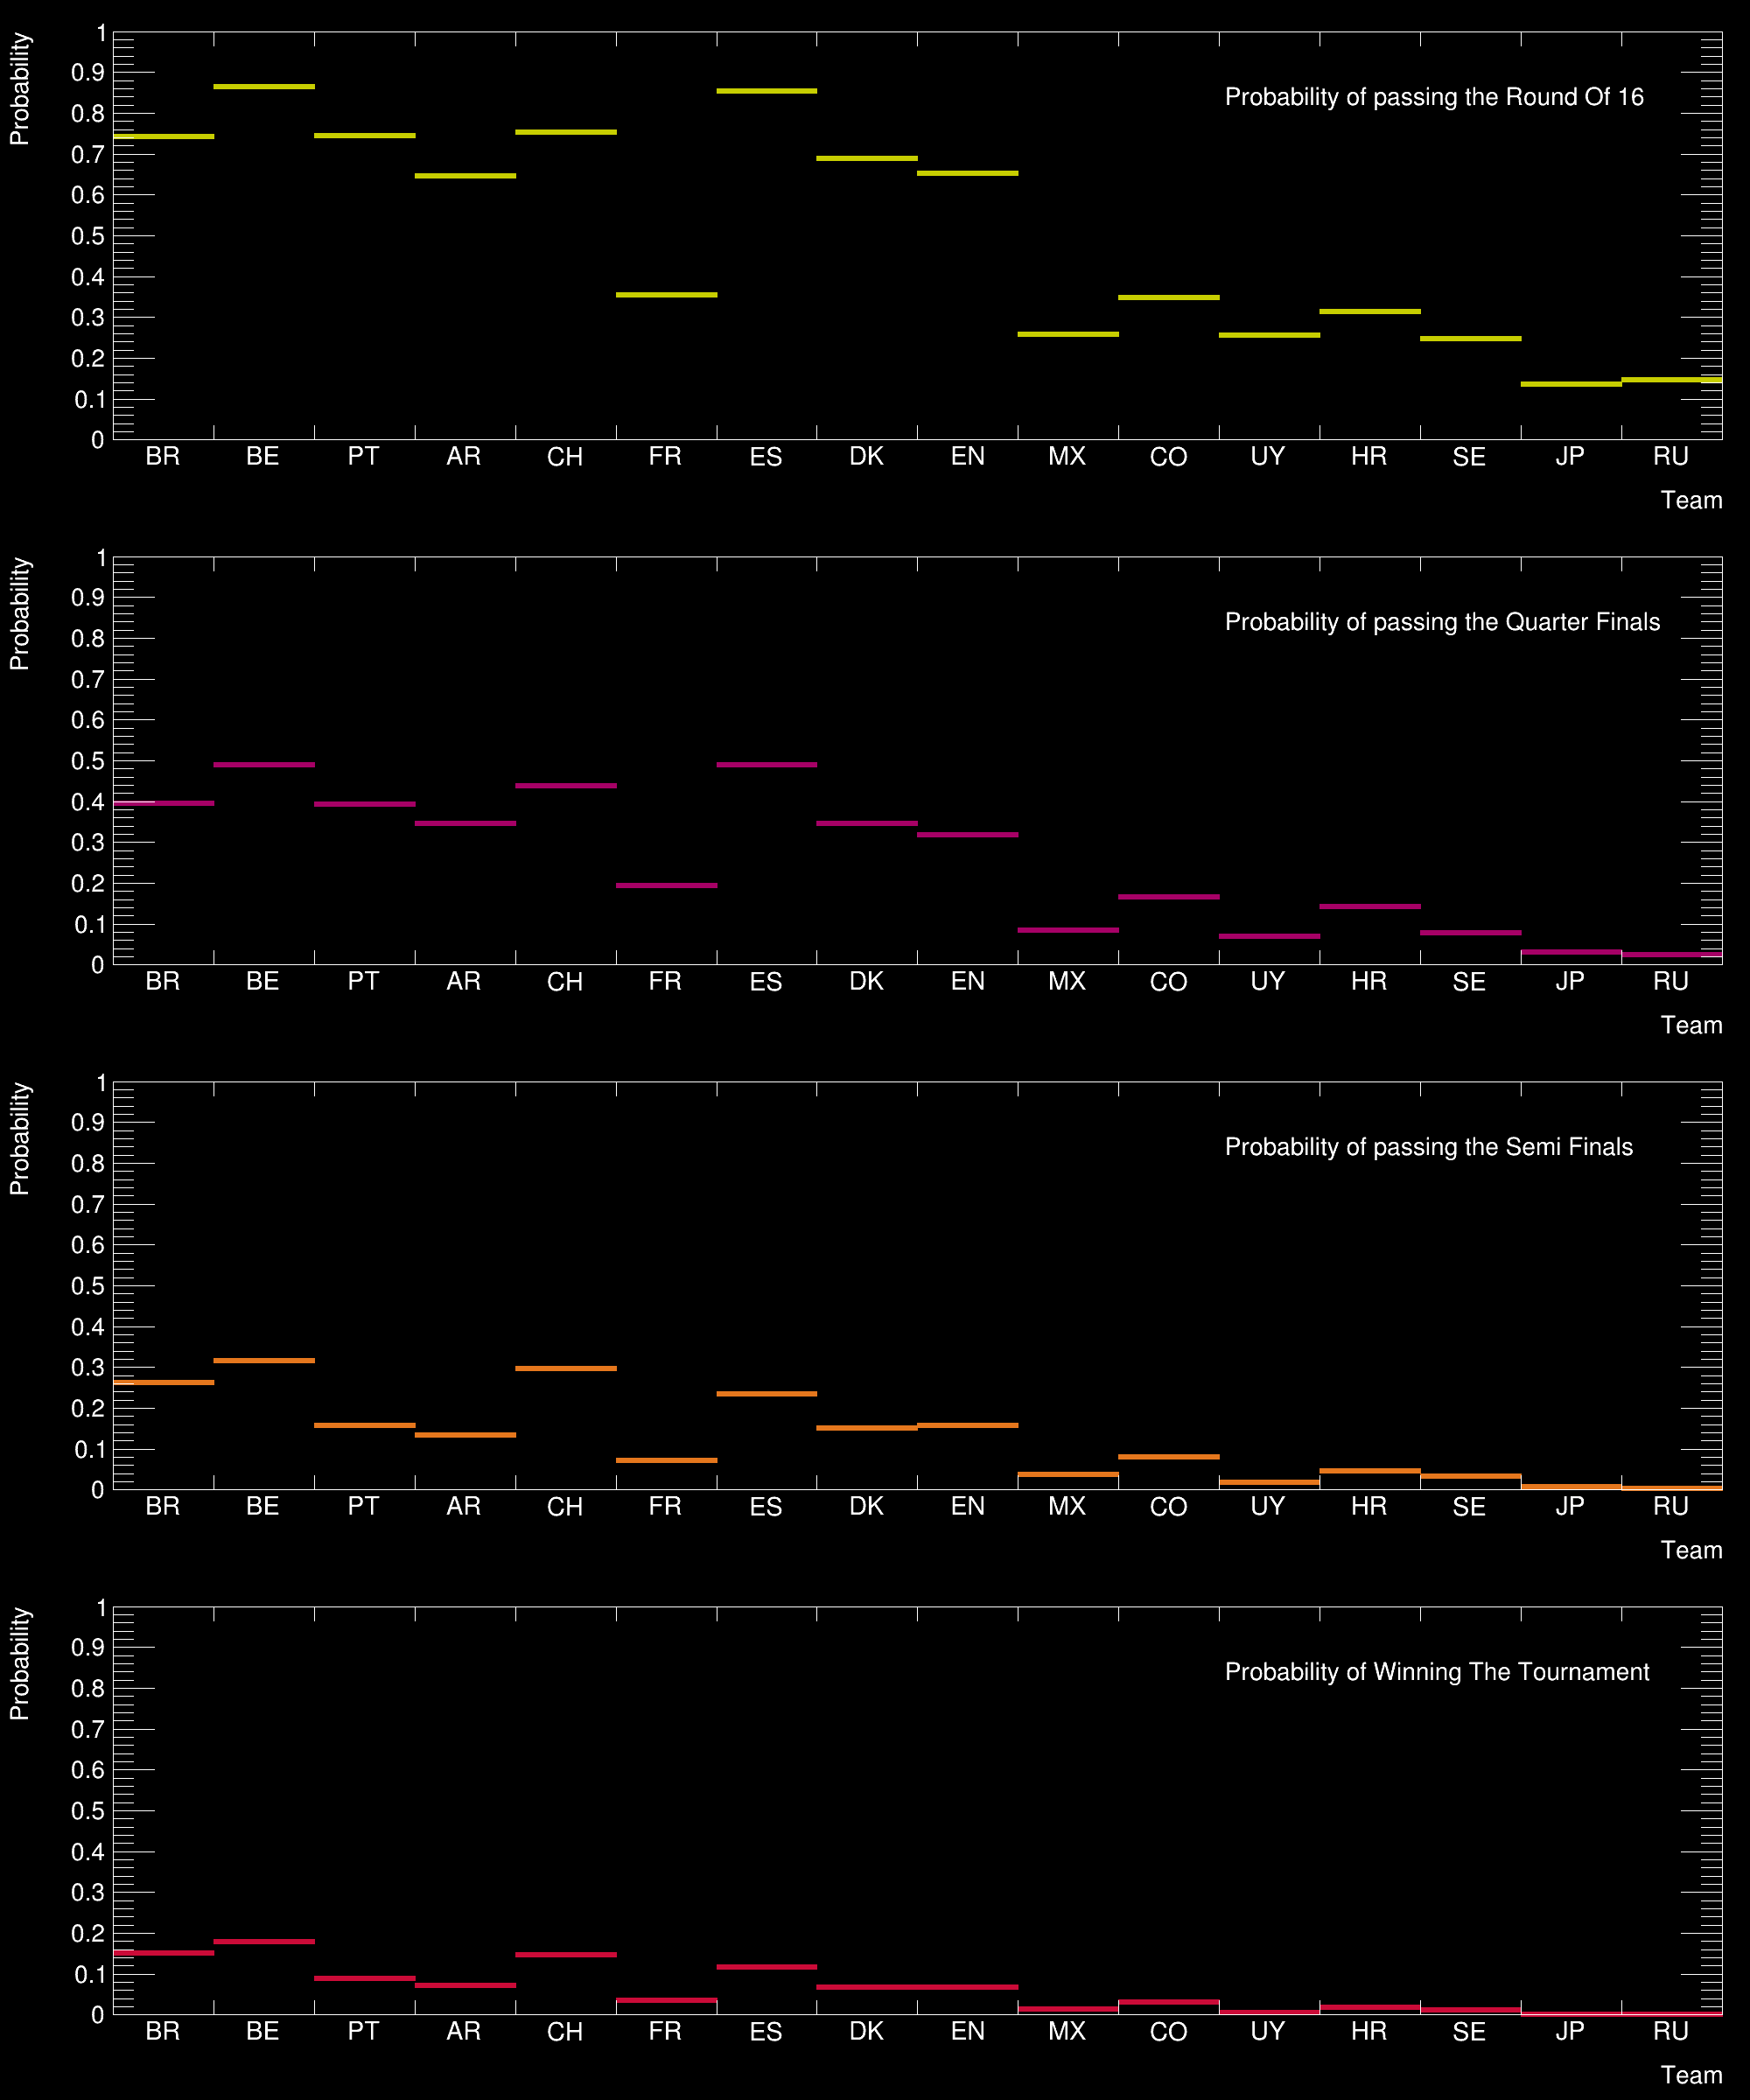 Probability
1
0.9
0.8
0.7
0.6
0.5
0.4
0.3
0.2
0.1
0
Probability of passing the Round Of 16
BR BE PT AR CH FR ES DK EN MX CO UY HR SE JP RU
Team
Probability
1
0.9
0.8
0.7
0.6
0.5
0.4
0.3
0.2
0.1
0
Probability of passing the Quarter Finals
BR BE PT AR CH FR ES DK EN MX CO UY HR SE JP RU
Team
Probability
1
0.9
0.8
0.7
0.6
0.5
0.4
0.3
0.2
0.1
0
Probability of passing the Semi Finals
BR BE PT AR CH FR ES DK EN MX CO UY HR SE JP RU
Team
Probability
1
0.9
0.8
0.7
0.6
0.5
0.4
0.3
0.2
0.1
0
Probability of Winning The Tournament
BR BE PT AR CH FR ES DK EN MX CO UY HR SE JP RU
Team